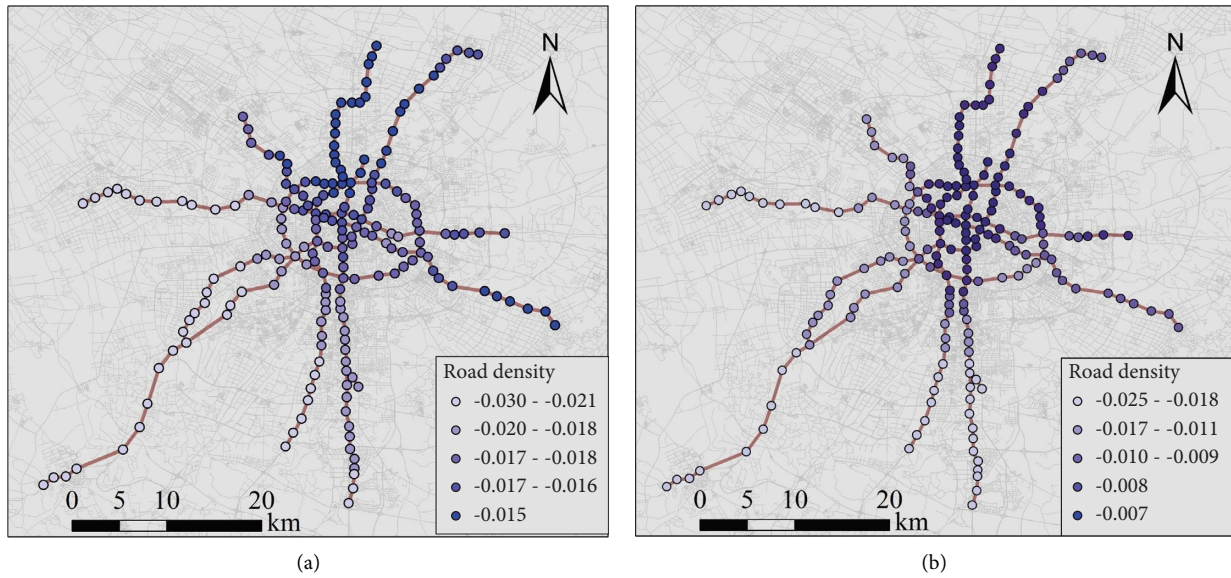 N
Road density
-0.030 - -0.021
-0.020 - -0.018
-0.017 - -0.018
-0.017 - -0.016
-0.015
0 5 10 20
km
(a)
N
Road density
-0.025 - -0.018
-0.017 - -0.011
-0.010 - -0.009
-0.008
-0.007
0 5 10 20
km
(b)